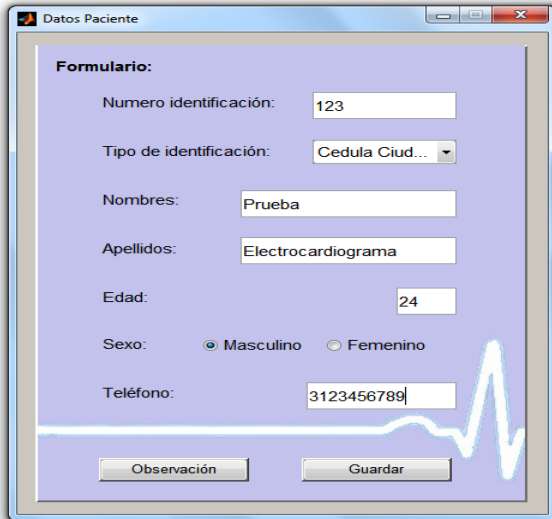 Datos Paciente
Formulario:
Numero identificación: 123
Tipo de identificación: Cedula Ciud...
Nombres: Prueba
Apellidos: Electrocardiograma
Edad: 24
Sexo: Masculino Femenino
Teléfono: 3123456789
Observación Guardar